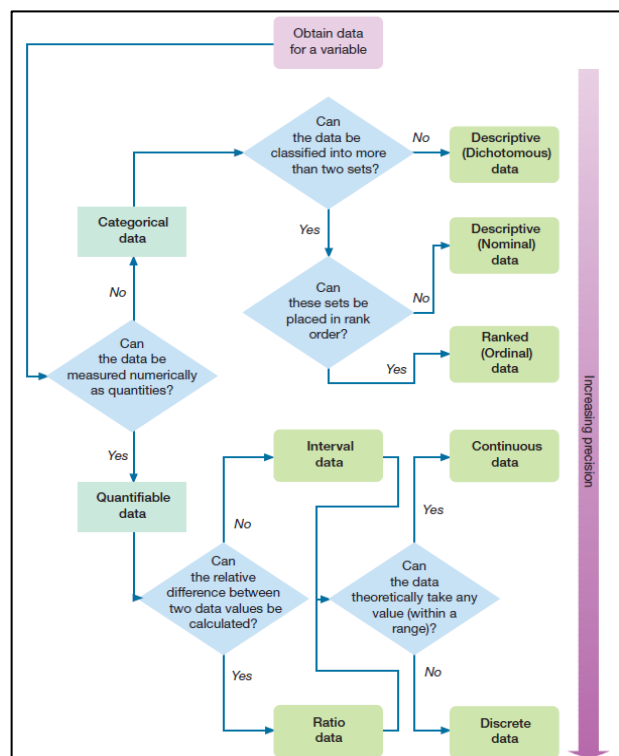 Obtain data
for a variable
Can
the data be
classified into more
than two sets?
No
Descriptive
(Dichotomous)
data
Yes
Categorical
data
Descriptive
(Nominal)
data
No
Can
these sets be
placed in rank
order?
No
Ranked
(Ordinal)
data
Yes
Can
the data be
measured numerically
as quantities?
Yes
Quantifiable
data
Interval
data
Continuous
data
No
Yes
Can
the relative
difference between
two data values be
calculated?
Can
the data
theoretically take any
value (within a
range)?
Yes
No
Ratio
data
Discrete
data
Increasing precision